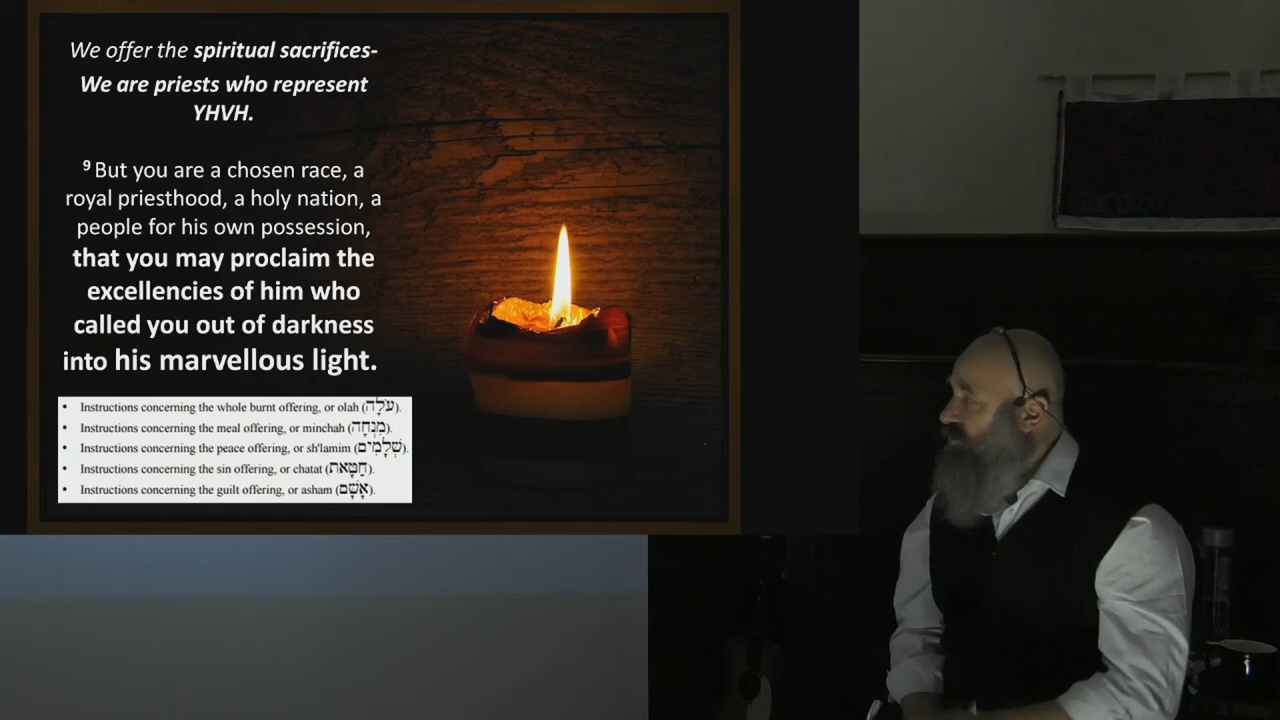 We offer the spiritual sacrifices-
We are priests who represent
YHVH.
9 But you are a chosen race, a
royal priesthood, a holy nation, a
people for his own possession,
that you may proclaim the
excellencies of him who
called you out of darkness
into his marvellous light.
• Instructions concerning the whole burnt offering, or olah (עֹלָה).
• Instructions concerning the meal offering, or minchah (מִנְחָה).
• Instructions concerning the peace offering, or sh'lamim (שְׁלָמִים).
• Instructions concerning the sin offering, or chatat (חַטָּאת).
• Instructions concerning the guilt offering, or asham (אָשָׁם).